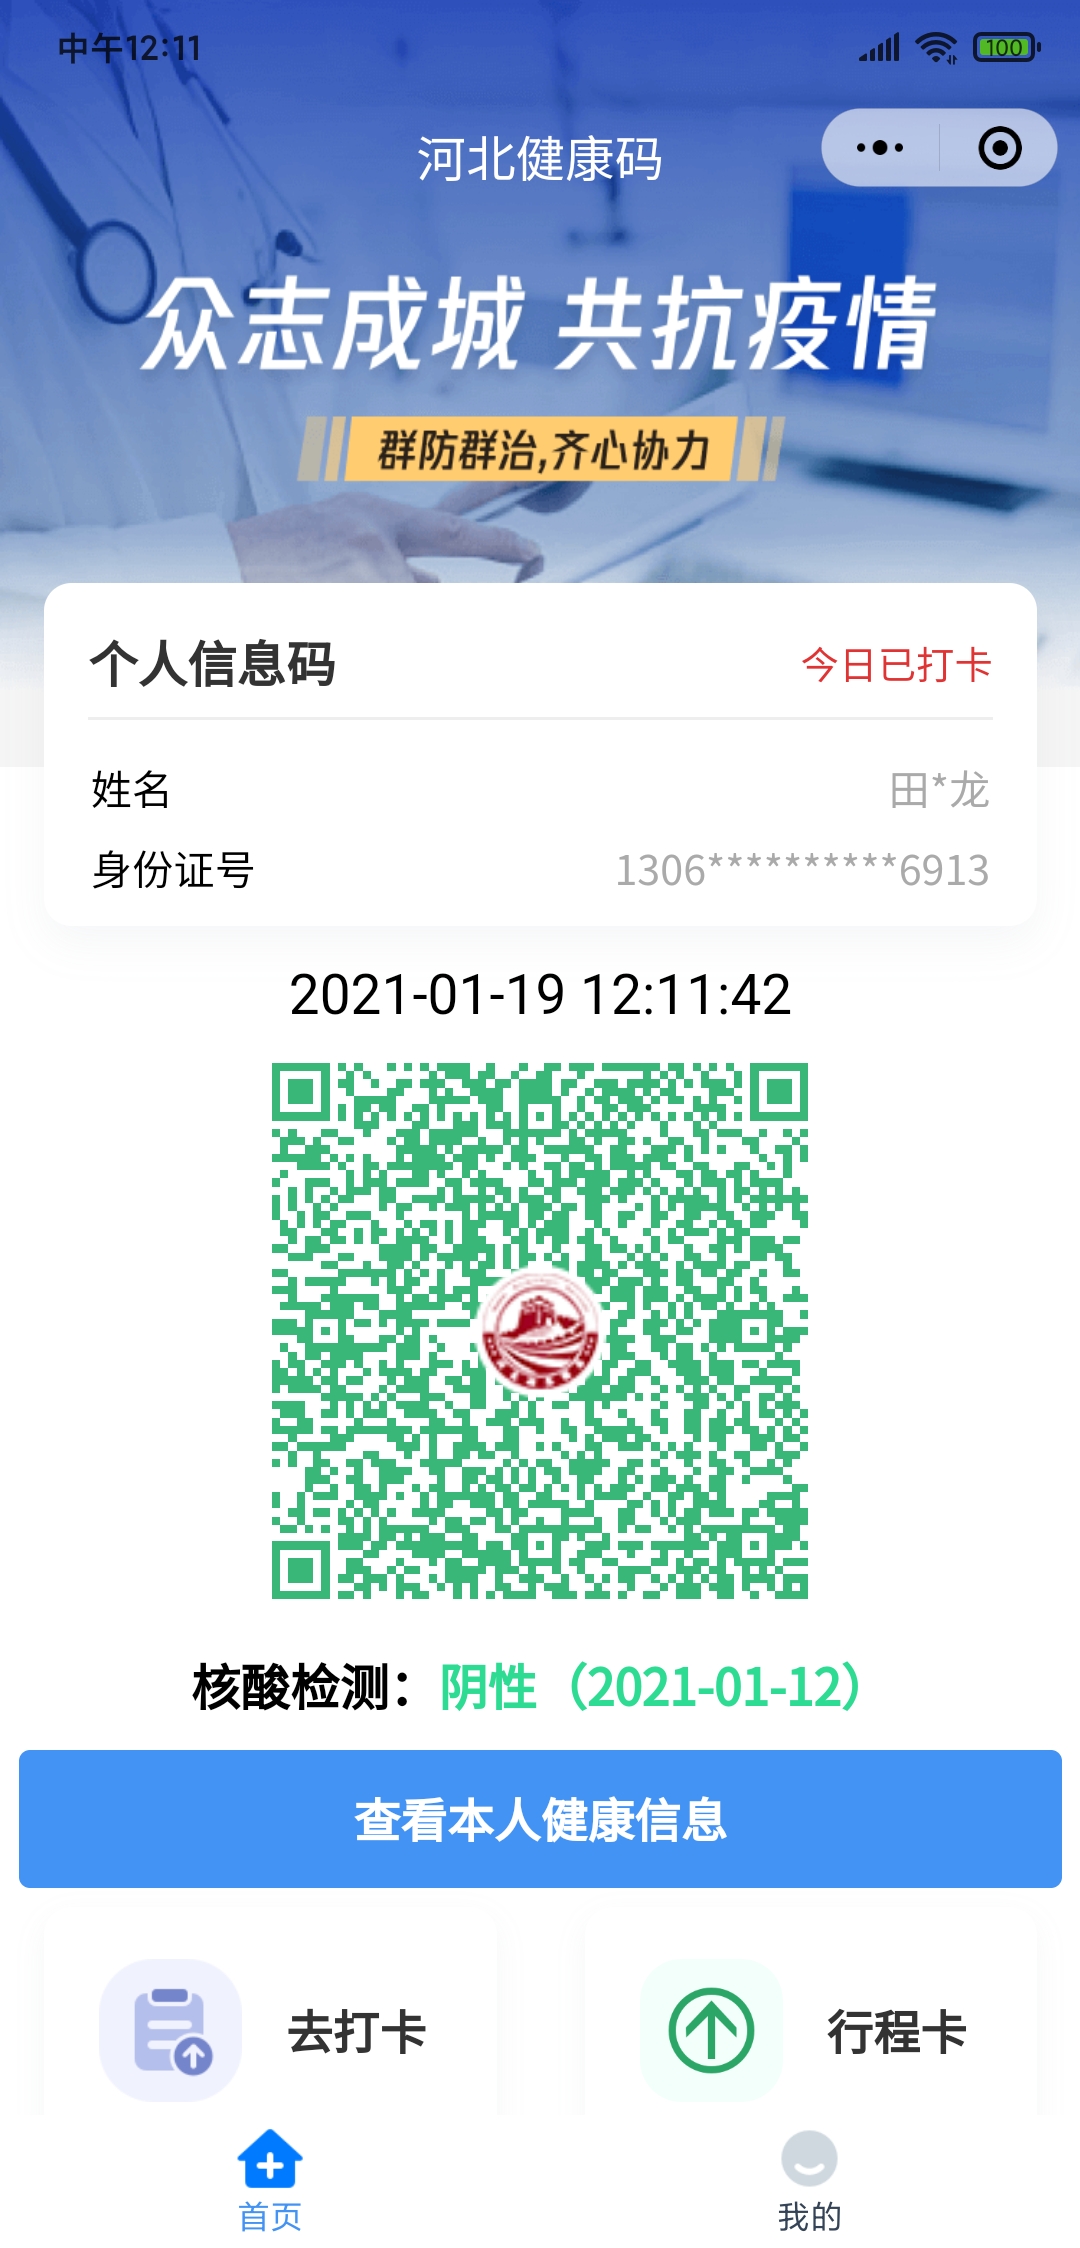 中午12:11
100
河北健康码
众志成城 共抗疫情
群防群治,齐心协力
个人信息码
今日已打卡
姓名
田*龙
身份证号
1306**********6913
2021-01-19 12:11:42
核酸检测：阴性（2021-01-12）
查看本人健康信息
去打卡
行程卡
首页
我的